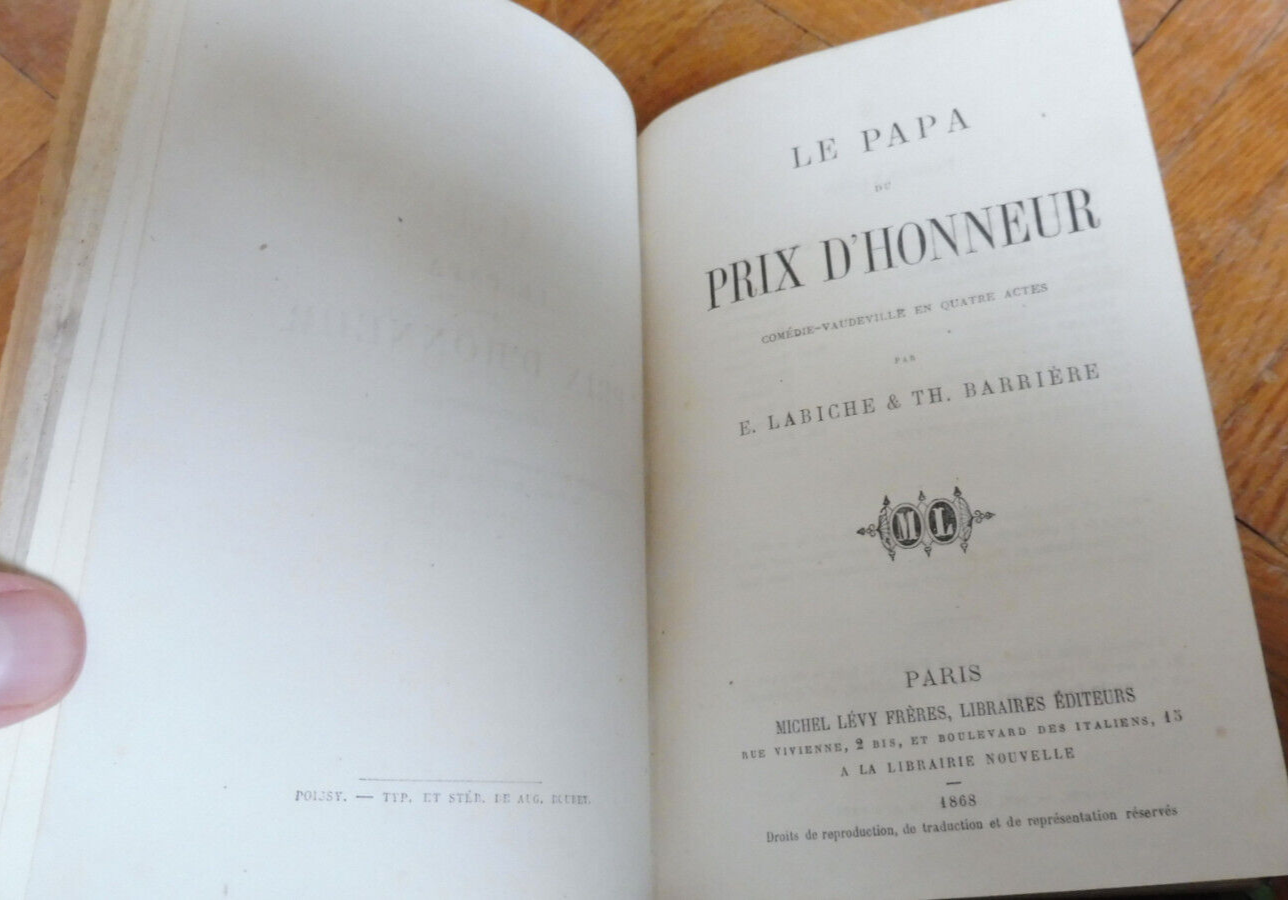 POISSY. — TYP. ET STÉR. DE AUG. BOURET.
LE PAPA
DU
PRIX D'HONNEUR
COMÉDIE-VAUDEVILLE EN QUATRE ACTES
PAR
E. LABICHE & TH. BARRIÈRE
ML
PARIS
MICHEL LÉVY FRÈRES, LIBRAIRES ÉDITEURS
RUE VIVIENNE, 2 BIS, ET BOULEVARD DES ITALIENS, 15
A LA LIBRAIRIE NOUVELLE
—
1868
Droits de reproduction, de traduction et de représentation réservés